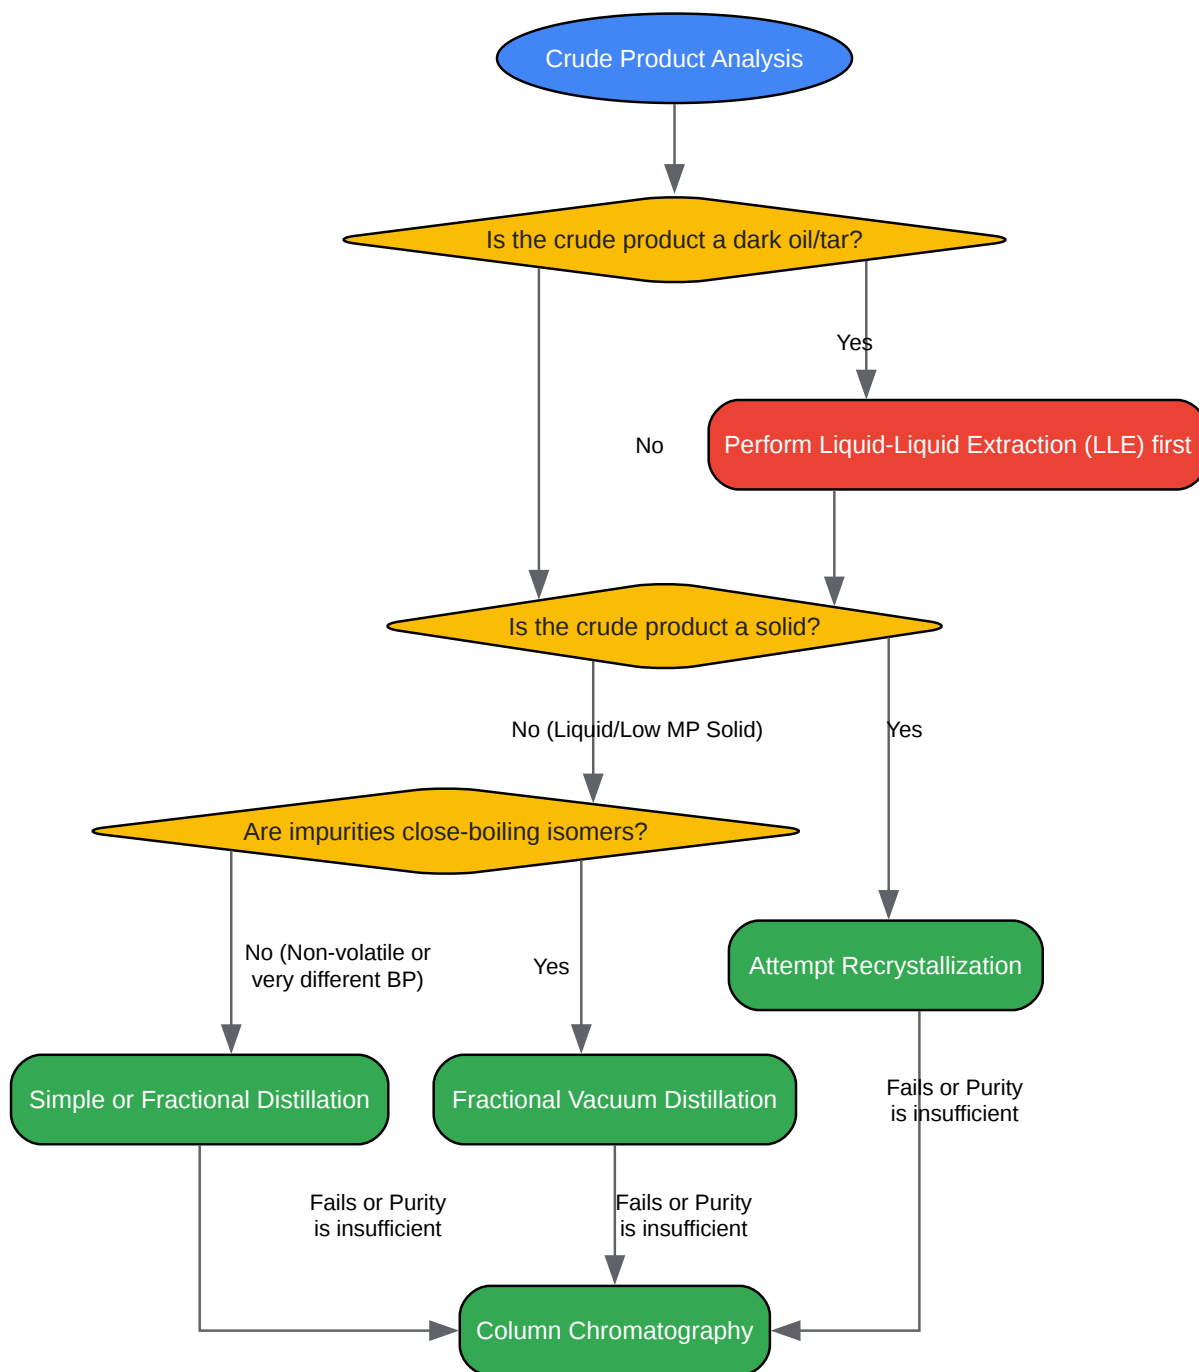 Crude Product Analysis
Is the crude product a dark oil/tar?
Yes
No
Perform Liquid-Liquid Extraction (LLE) first
Is the crude product a solid?
No (Liquid/Low MP Solid)
Yes
Are impurities close-boiling isomers?
No (Non-volatile or
very different BP)
Yes
Attempt Recrystallization
Simple or Fractional Distillation
Fractional Vacuum Distillation
Fails or Purity
is insufficient
Fails or Purity
is insufficient
Fails or Purity
is insufficient
Column Chromatography